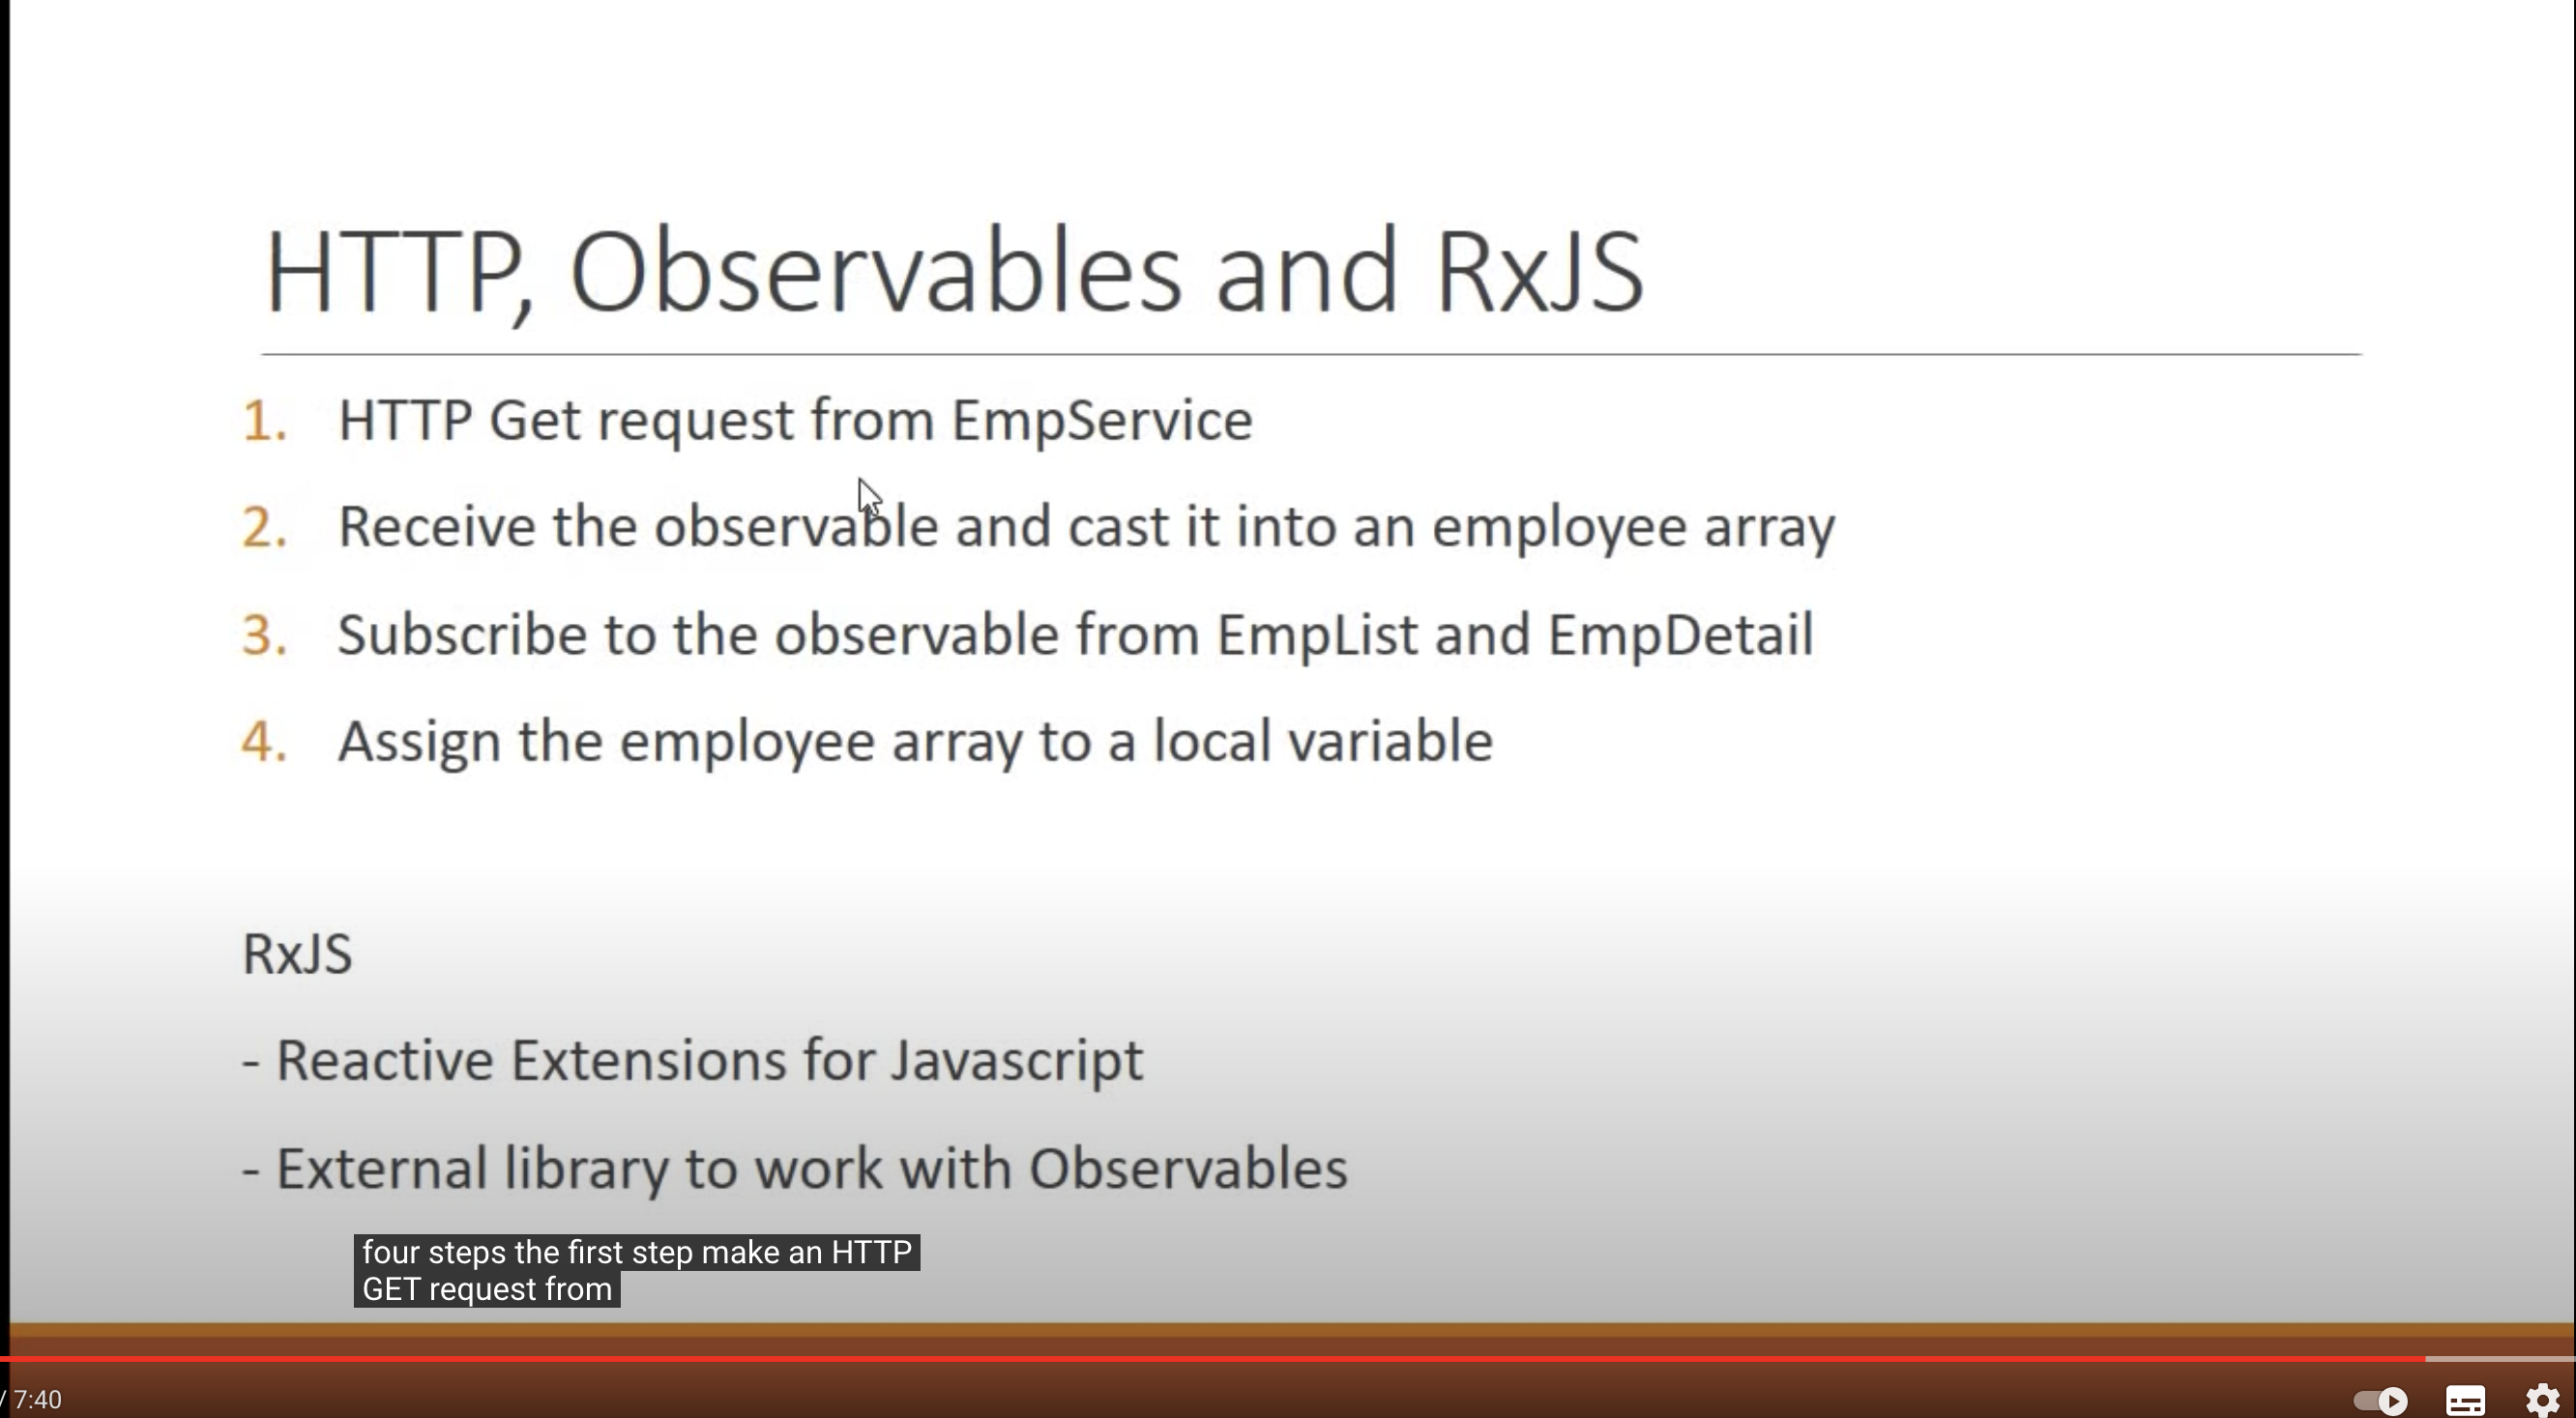 HTTP, Observables and RxJS
1. HTTP Get request from EmpService
2. Receive the observable and cast it into an employee array
3. Subscribe to the observable from EmpList and EmpDetail
4. Assign the employee array to a local variable
RxJS
- Reactive Extensions for Javascript
- External library to work with Observables
four steps the first step make an HTTP
GET request from
/ 7:40